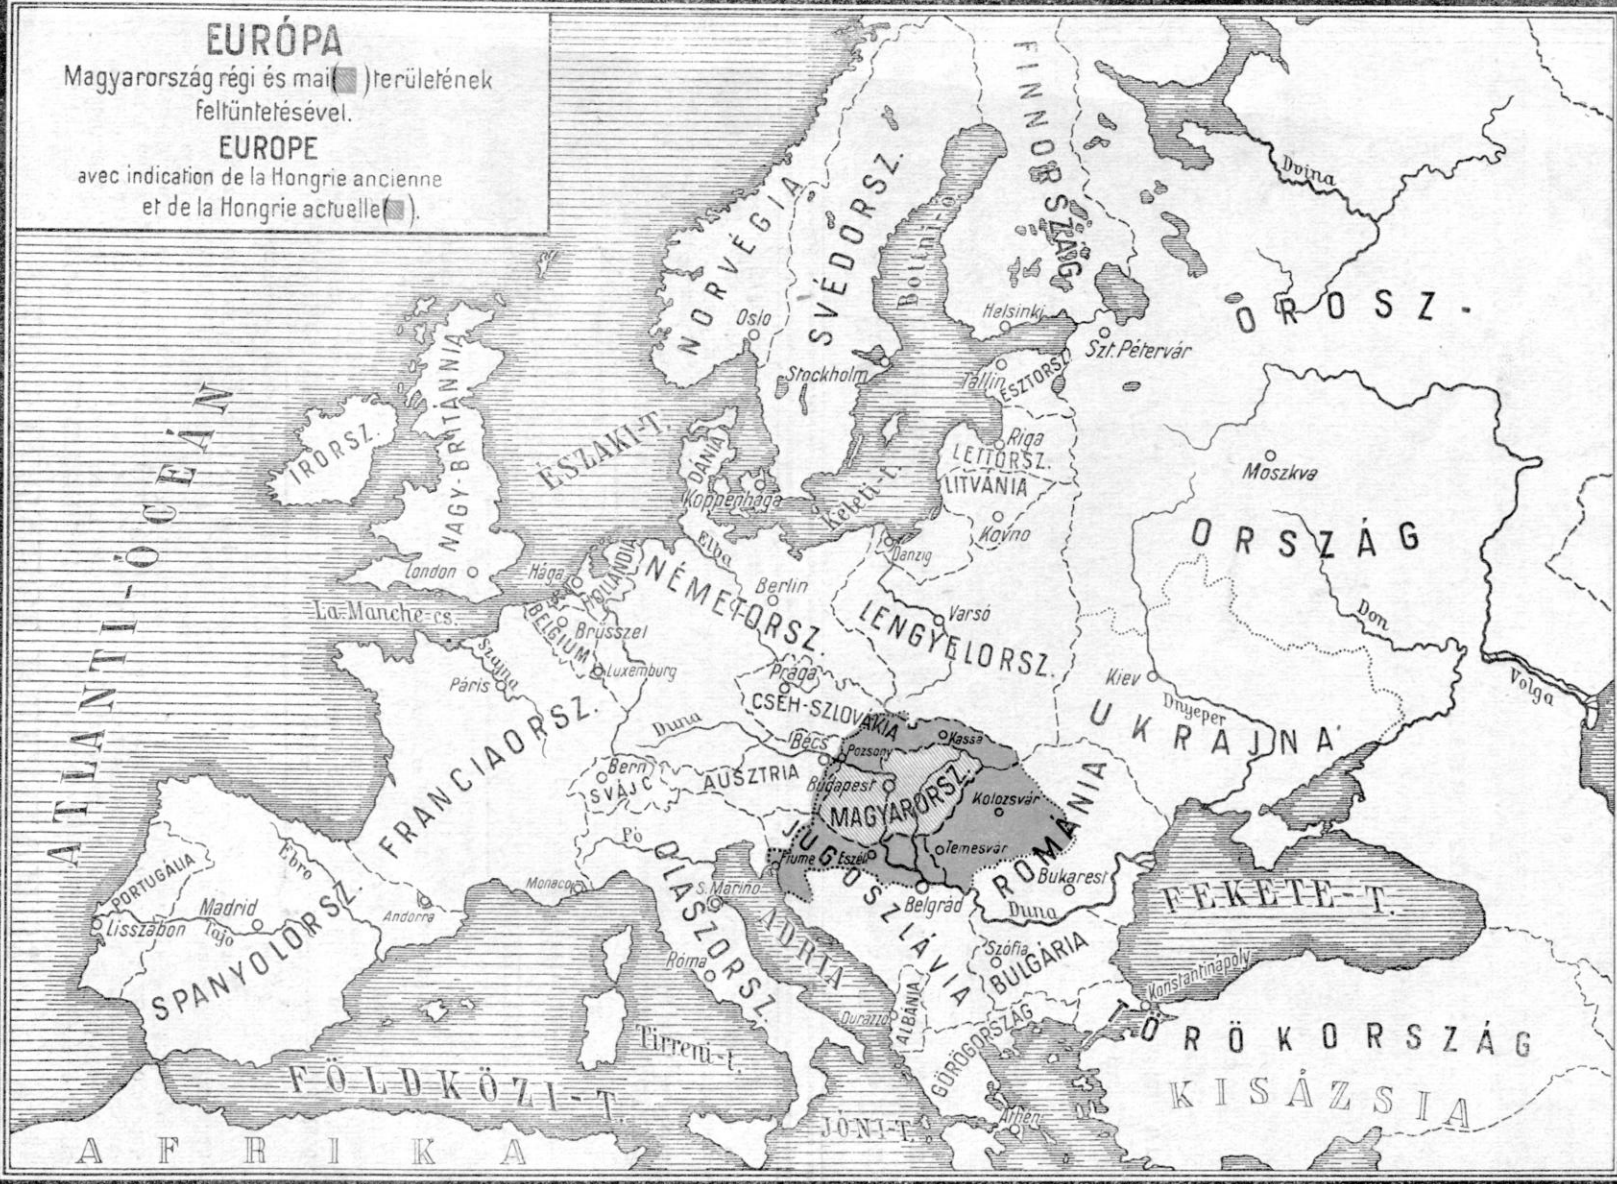 EURÓPA
Magyarország régi és mai ( ) területének
feltüntetésével.
EUROPE
avec indication de la Hongrie ancienne
et de la Hongrie actuelle ( ).
ATLANTI-ÓCEÁN
NORVÉGIA
SVÉDORSZ.
FINNORSZÁG
Dvina
OROSZ-
ORSZÁG
Oslo
Stockholm
Helsinki
Szt. Pétervár
Tallin
ESZTORSZ.
Riga
LETTORSZ.
LITVÁNIA
Kovno
Moszkva
IRORSZ.
NAGY-BRITÁNNIA
London
ÉSZAKI-T.
DÁNIA
Koppenhága
Keleti-t.
Danzig
La-Manche-cs.
Hága
HOLLANDIA
BELGIUM
Brüsszel
Luxemburg
Elba
NÉMETORSZ.
Berlin
LENGYELORSZ.
Varsó
Don
Volga
Kiev
Dnyeper
UKRAJNA
Szajna
Páris
FRANCIAORSZ.
Prága
CSEH-SZLOVÁKIA
Duna
Bécs
Pozsony
Kassa
Bern
SVÁJC
AUSZTRIA
Budapest
MAGYARORSZ.
Kolozsvár
Temesvár
Fiume
Eszék
JUGOSZLÁVIA
Belgrád
ROMÁNIA
Bukarest
Duna
FEKETE-T.
Pó
OLASZORSZ.
Monaco
S. Marino
Róma
ADRIA
Ebro
PORTUGÁLIA
Lisszabon
Madrid
Tajo
SPANYOLORSZ.
Andorra
Szófia
BULGÁRIA
Konstantinápoly
Durazzo
ALBÁNIA
GÖRÖGORSZÁG
Athén
TÖRÖKORSZÁG
KISÁZSIA
Tirreni-t.
FÖLDKÖZI-T.
JÓNI-T.
AFRIKA